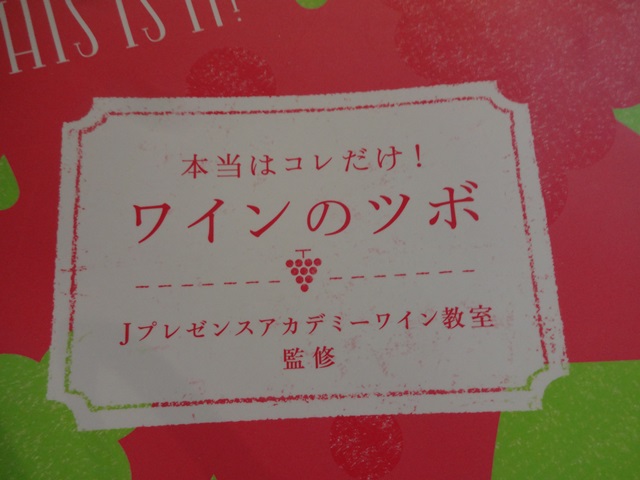 THIS IS IT!
本当はコレだけ!
ワインのツボ
Jプレゼンスアカデミーワイン教室
監修